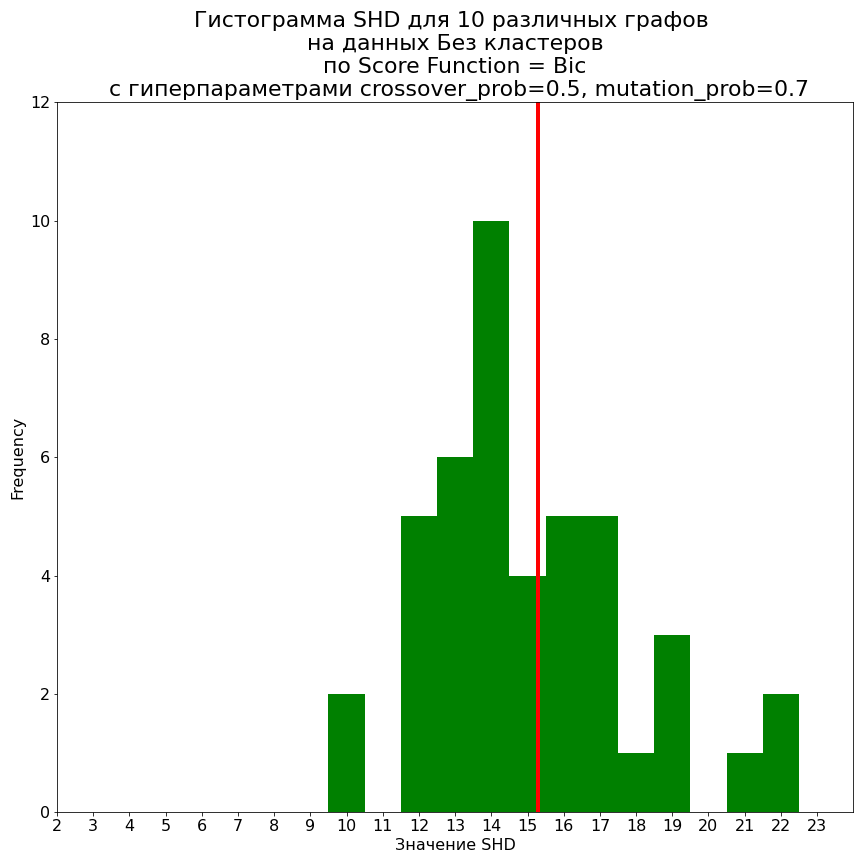 Гистограмма SHD для 10 различных графов
на данных Без кластеров
по Score Function = Bic
с гиперпараметрами crossover_prob=0.5, mutation_prob=0.7
12
10
8
6
4
2
0
Frequency
2 3 4 5 6 7 8 9 10 11 12 13 14 15 16 17 18 19 20 21 22 23
Значение SHD